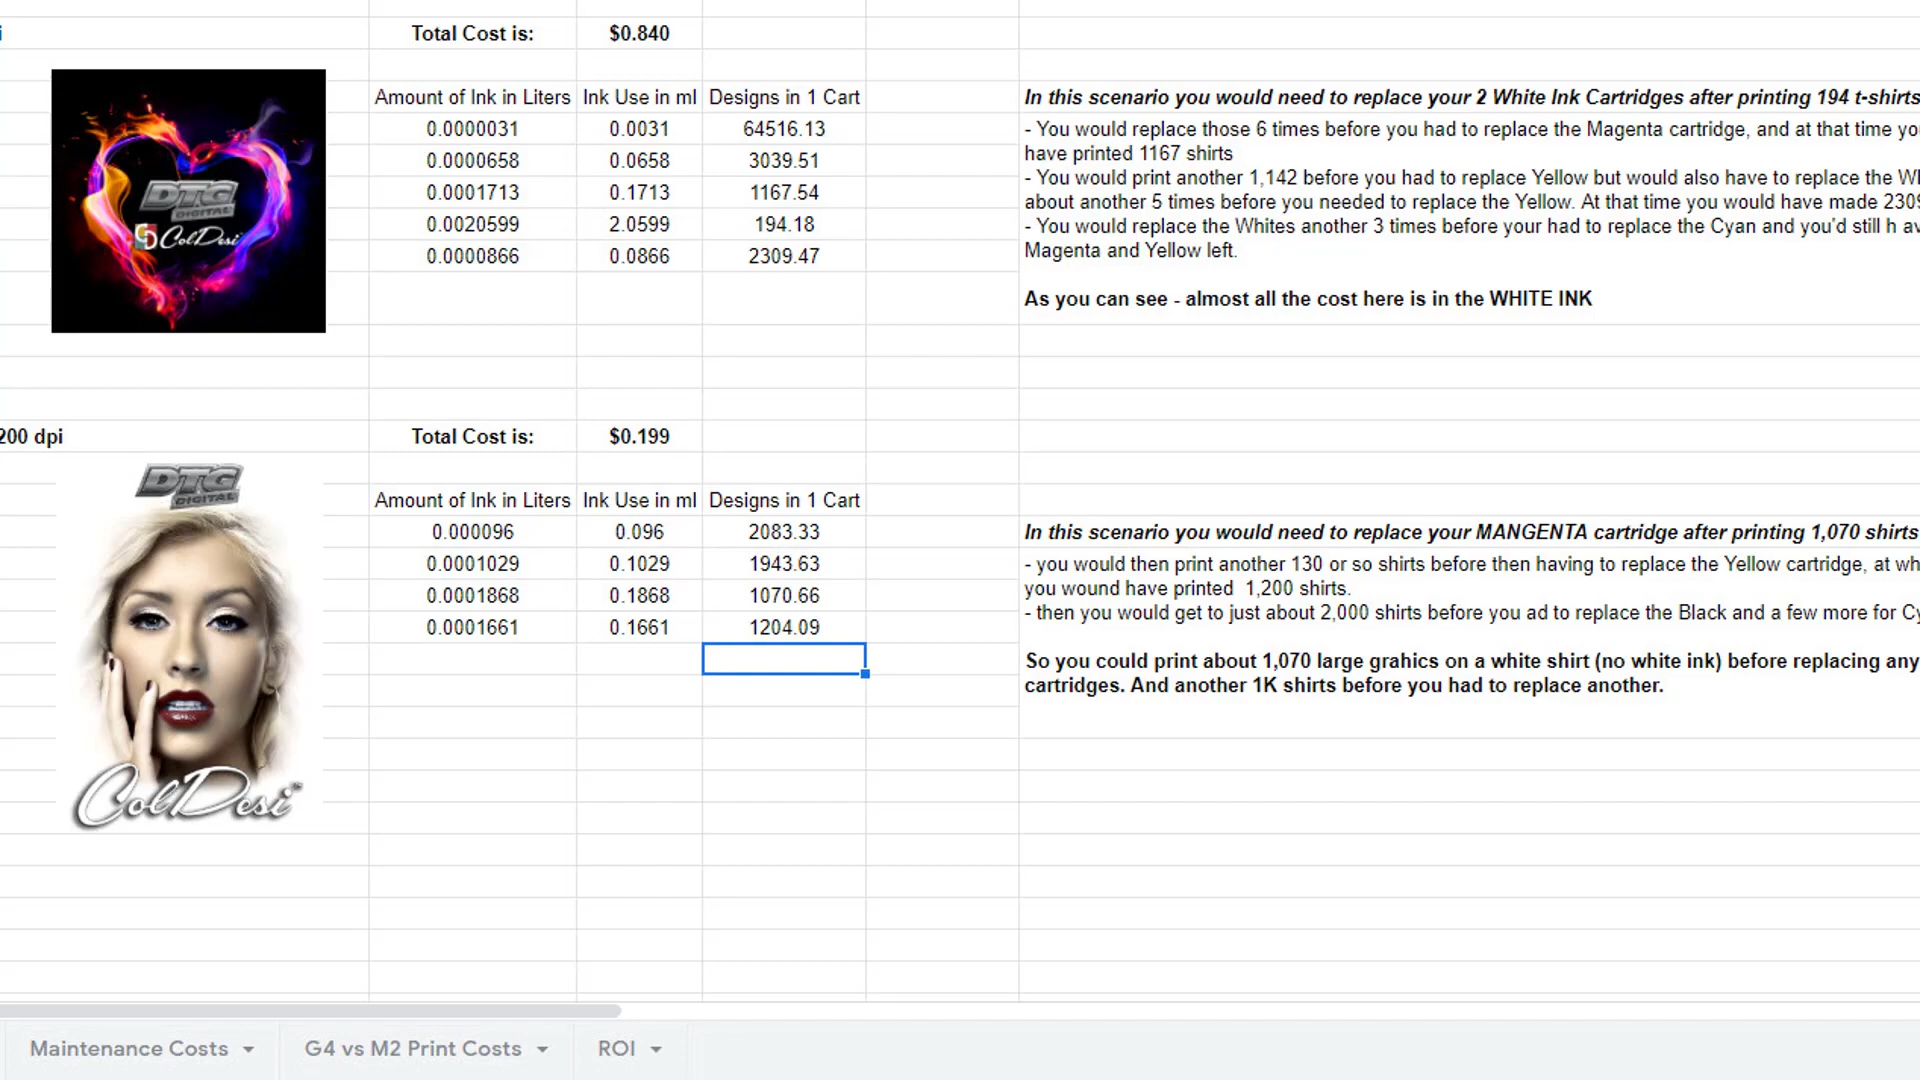 i
Total Cost is: $0.840
DTG
DIGITAL
ColDesi
Amount of Ink in Liters Ink Use in ml Designs in 1 Cart
0.0000031 0.0031 64516.13
0.0000658 0.0658 3039.51
0.0001713 0.1713 1167.54
0.0020599 2.0599 194.18
0.0000866 0.0866 2309.47
In this scenario you would need to replace your 2 White Ink Cartridges after printing 194 t-shirts
- You would replace those 6 times before you had to replace the Magenta cartridge, and at that time yo
have printed 1167 shirts
- You would print another 1,142 before you had to replace Yellow but would also have to replace the
about another 5 times before you needed to replace the Yellow. At that time you would have made 2309
- You would replace the Whites another 3 times before your had to replace the Cyan and you'd still h av
Magenta and Yellow left.
As you can see - almost all the cost here is in the WHITE INK
200 dpi
Total Cost is: $0.199
DTG
DIGITAL
ColDesi
Amount of Ink in Liters Ink Use in ml Designs in 1 Cart
0.000096 0.096 2083.33
0.0001029 0.1029 1943.63
0.0001868 0.1868 1070.66
0.0001661 0.1661 1204.09
In this scenario you would need to replace your MANGENTA cartridge after printing 1,070 shirts
- you would then print another 130 or so shirts before then having to replace the Yellow cartridge, at wh
you wound have printed 1,200 shirts.
- then you would get to just about 2,000 shirts before you ad to replace the Black and a few more for Cy
So you could print about 1,070 large grahics on a white shirt (no white ink) before replacing any
cartridges. And another 1K shirts before you had to replace another.
Maintenance Costs G4 vs M2 Print Costs ROI